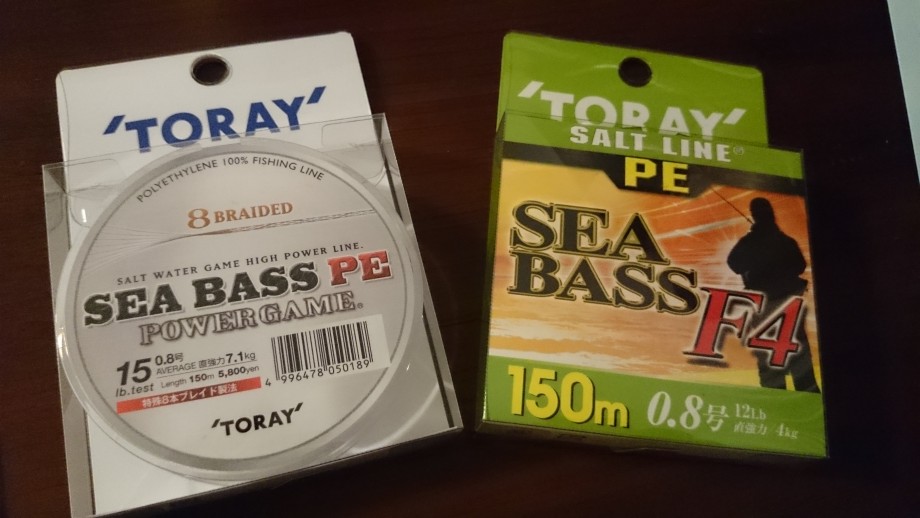 'TORAY'
POLYETHYLENE 100% FISHING LINE
8 BRAIDED
SALT WATER GAME HIGH POWER LINE.
SEA BASS PE
POWER GAME®
15 0.8号
lb.test AVERAGE 直強力 7.1kg
Length 150m 5,800yen
特殊8本ブレイド製法
4 996478 050189
'TORAY'
'TORAY'
SALT LINE®
PE
SEA
BASS
F4
150m 0.8号 12Lb
直強力/4kg